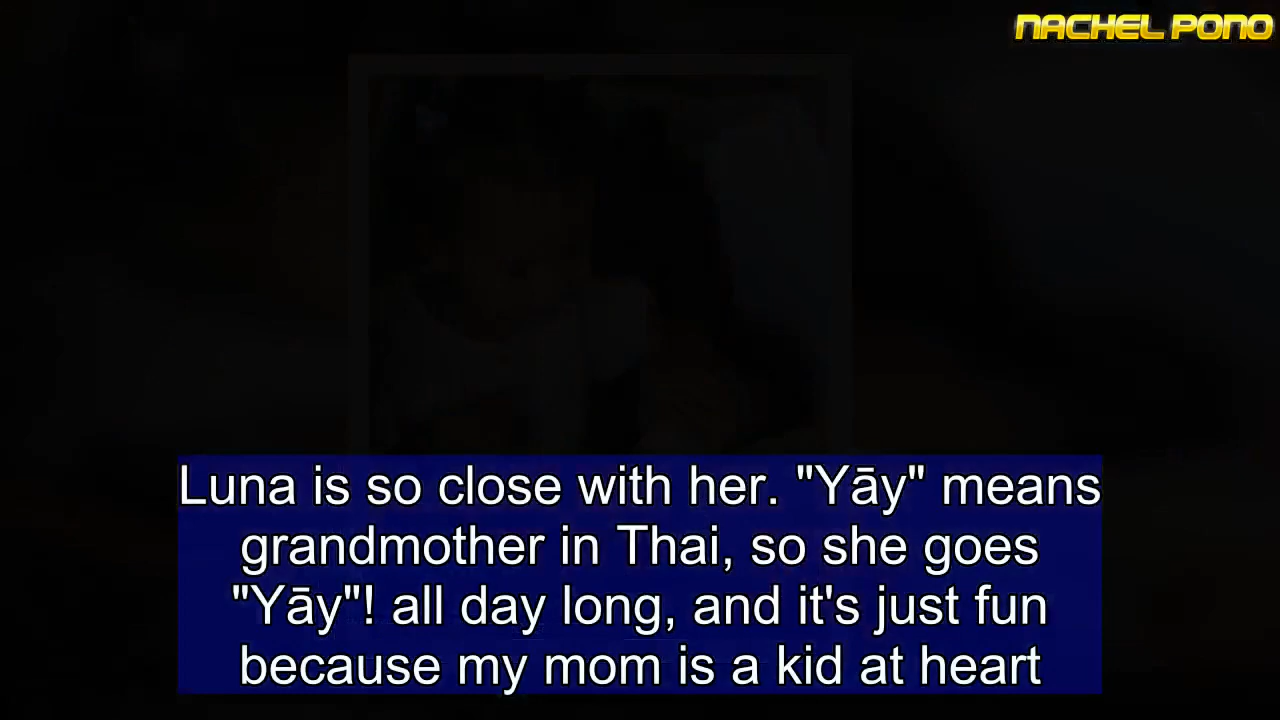 NACHEL PONO
Luna is so close with her. "Yāy" means
grandmother in Thai, so she goes
"Yāy"! all day long, and it's just fun
because my mom is a kid at heart